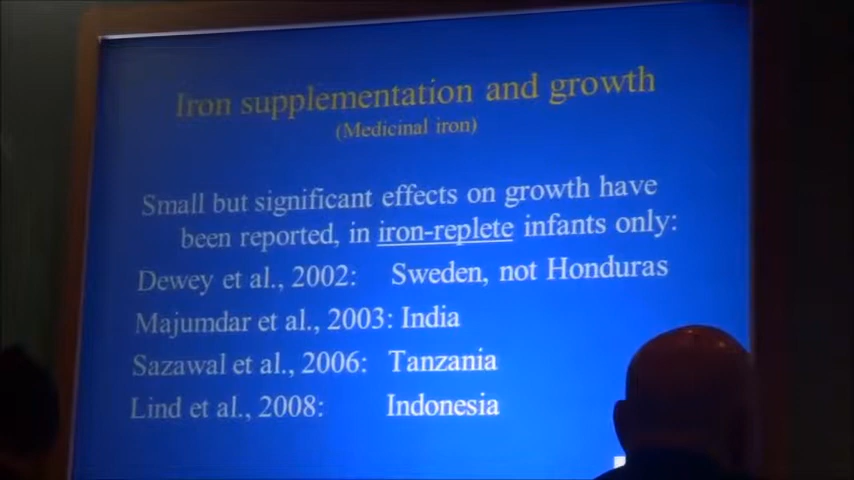 Iron supplementation and growth
(Medicinal iron)
Small but significant effects on growth have
been reported, in iron-replete infants only:
Dewey et al., 2002: Sweden, not Honduras
Majumdar et al., 2003: India
Sazawal et al., 2006: Tanzania
Lind et al., 2008: Indonesia